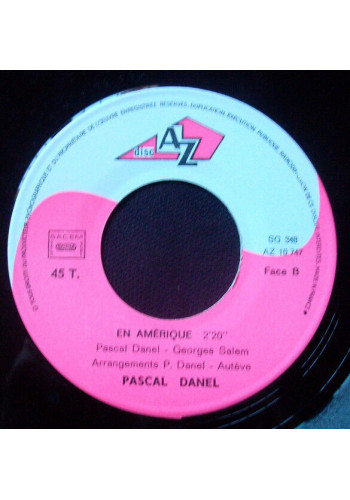 disc AZ
SG 348
AZ 10 747
SACEM
45 T.
Face B
EN AMÉRIQUE 2'20"
Pascal Danel - Georges Salem
Arrangements P. Danel - Autève
PASCAL DANEL